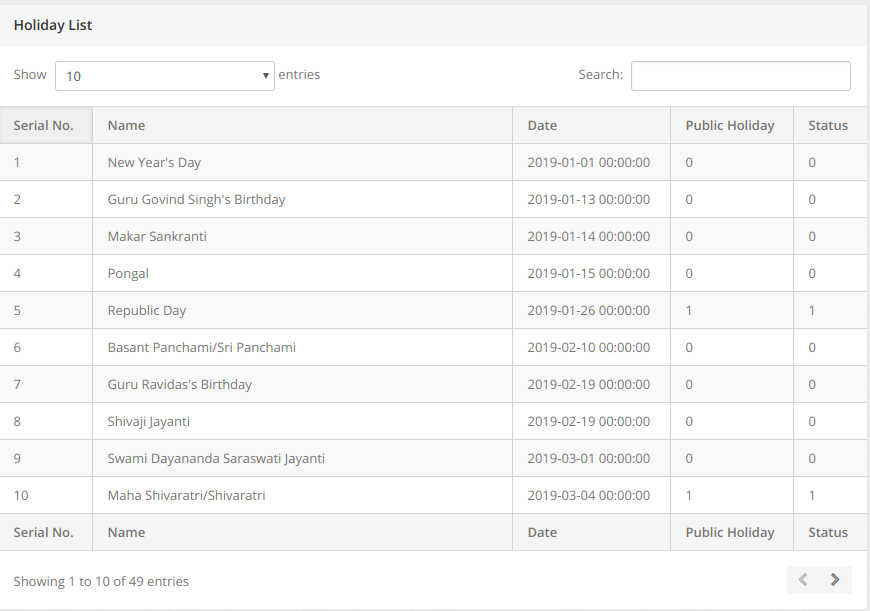 Holiday List
Show 10 entries Search:
Serial No. Name Date Public Holiday Status
1 New Year's Day 2019-01-01 00:00:00 0 0
2 Guru Govind Singh's Birthday 2019-01-13 00:00:00 0 0
3 Makar Sankranti 2019-01-14 00:00:00 0 0
4 Pongal 2019-01-15 00:00:00 0 0
5 Republic Day 2019-01-26 00:00:00 1 1
6 Basant Panchami/Sri Panchami 2019-02-10 00:00:00 0 0
7 Guru Ravidas's Birthday 2019-02-19 00:00:00 0 0
8 Shivaji Jayanti 2019-02-19 00:00:00 0 0
9 Swami Dayananda Saraswati Jayanti 2019-03-01 00:00:00 0 0
10 Maha Shivaratri/Shivaratri 2019-03-04 00:00:00 1 1
Serial No. Name Date Public Holiday Status
Showing 1 to 10 of 49 entries